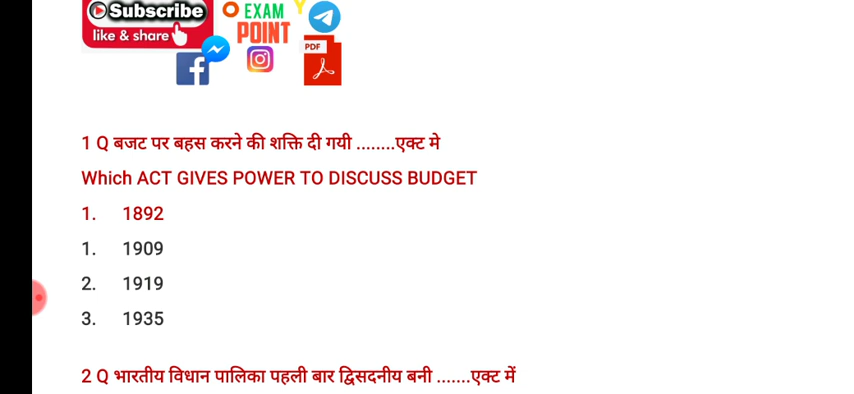 Subscribe
like & share
EXAM
POINT
Y
PDF
1 Q बजट पर बहस करने की शक्ति दी गयी ........एक्ट मे
Which ACT GIVES POWER TO DISCUSS BUDGET
1. 1892
1. 1909
2. 1919
3. 1935
2 Q भारतीय विधान पालिका पहली बार द्विसदनीय बनी .......एक्ट में